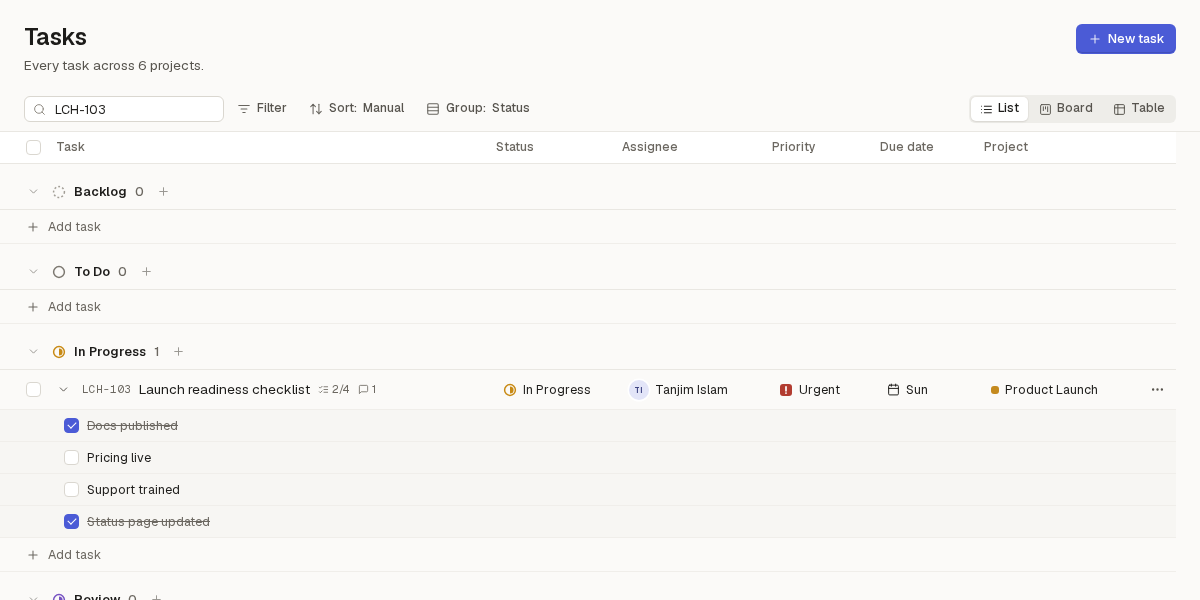 Tasks
New task
Every task across 6 projects.
LCH-103
Filter
Sort: Manual
Group: Status
List
Board
Table
Task Status Assignee Priority Due date Project
Backlog 0
Add task
To Do 0
Add task
In Progress 1
LCH-103 Launch readiness checklist 2/4 1 In Progress TI Tanjim Islam Urgent Sun Product Launch
Docs published
Pricing live
Support trained
Status page updated
Add task
Review 0